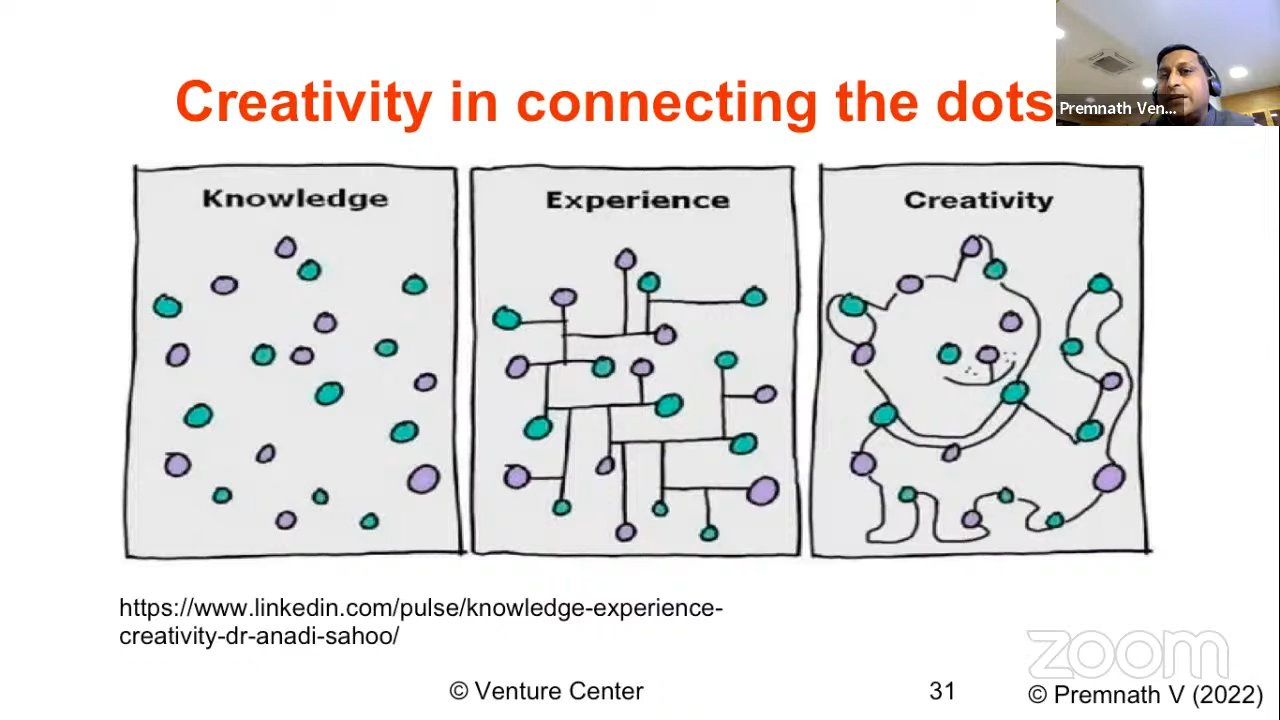 Creativity in connecting the dots
Premnath Ven...
Knowledge
Experience
Creativity
https://www.linkedin.com/pulse/knowledge-experience-
creativity-dr-anadi-sahoo/
zoom
© Venture Center
31
© Premnath V (2022)